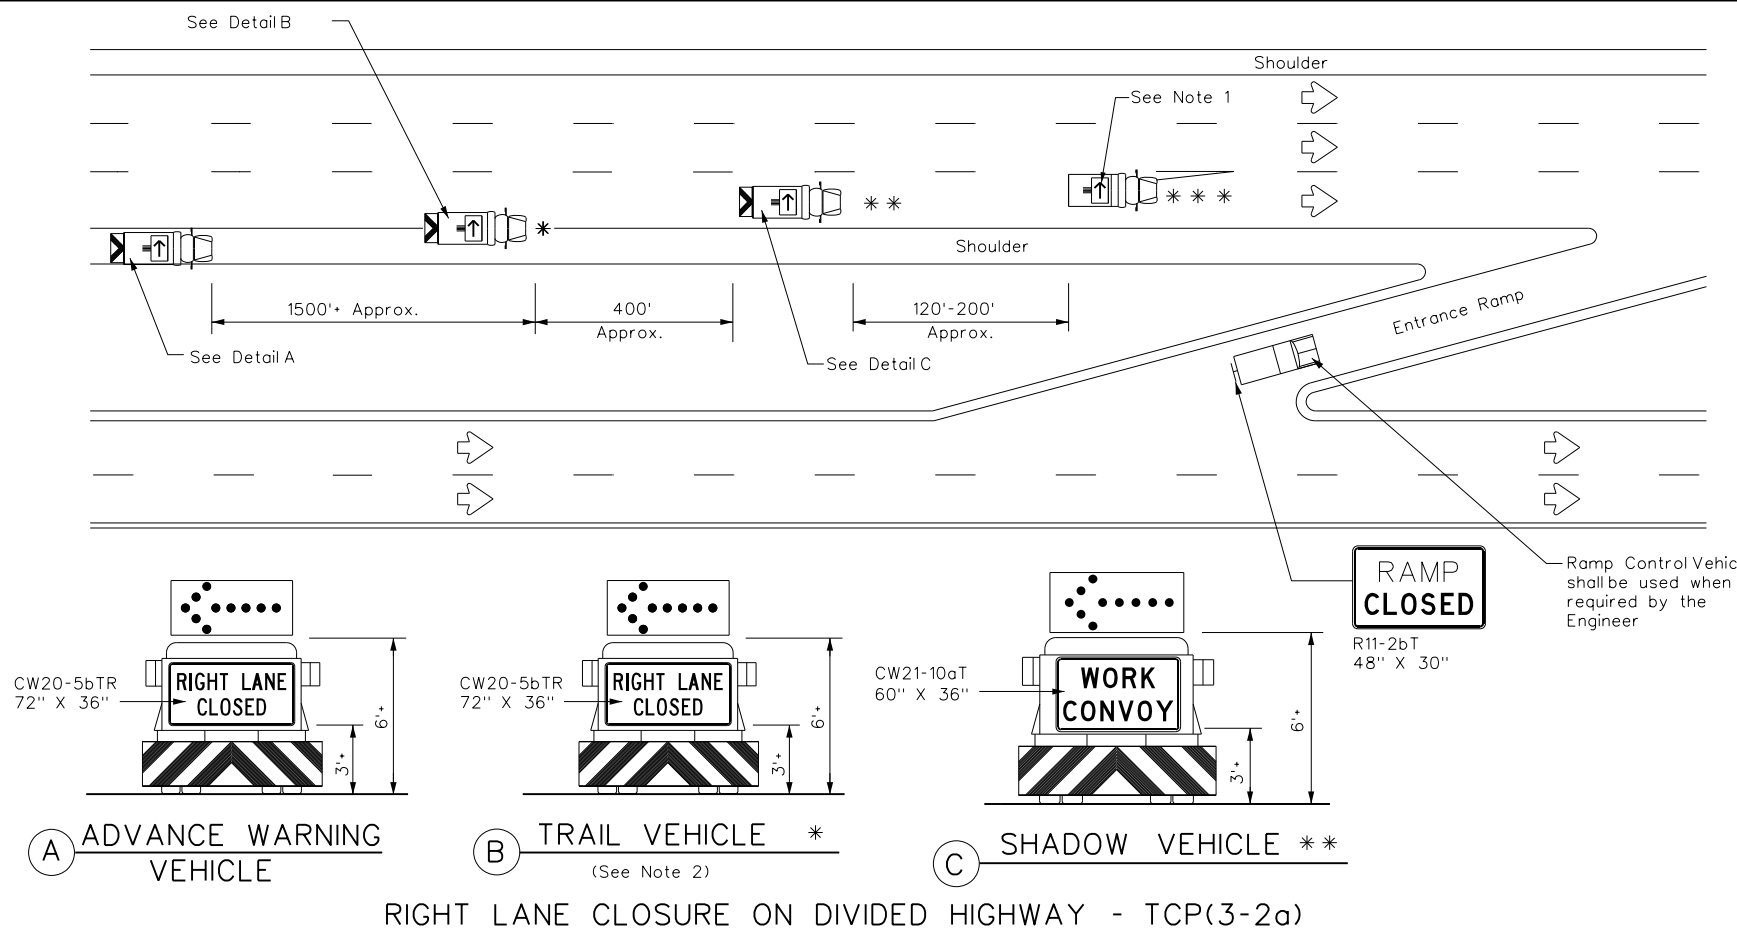 See Detail B
Shoulder
See Note 1
* *
* * *
*
Shoulder
1500'+ Approx.
400'
Approx.
120'-200'
Approx.
Entrance Ramp
See Detail A
See Detail C
RAMP
CLOSED
R11-2bT
48" X 30"
Ramp Control Vehic
shall be used when
required by the
Engineer
CW20-5bTR
72" X 36"
RIGHT LANE
CLOSED
6'+
3'+
CW20-5bTR
72" X 36"
RIGHT LANE
CLOSED
6'+
3'+
CW21-10aT
60" X 36"
WORK
CONVOY
6'+
3'+
A ADVANCE WARNING
VEHICLE
B TRAIL VEHICLE *
(See Note 2)
C SHADOW VEHICLE * *
RIGHT LANE CLOSURE ON DIVIDED HIGHWAY - TCP(3-2a)